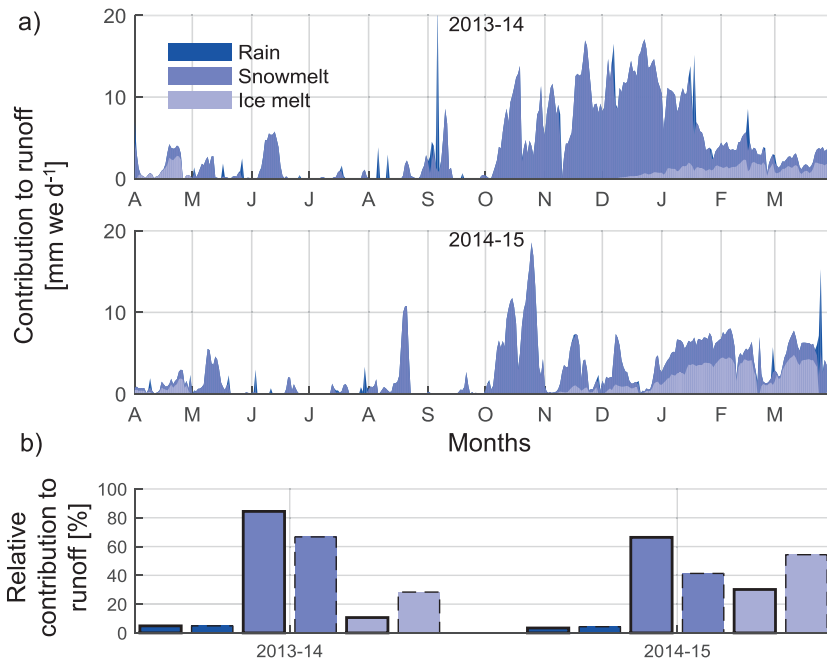 a)
2013-14
Rain
Snowmelt
Ice melt
20
10
0
A M J J A S O N D J F M
Contribution to runoff
[mm we d-1]
2014-15
20
10
0
A M J J A S O N D J F M
Months
b)
Relative
contribution to
runoff [%]
100
80
60
40
20
0
2013-14
2014-15